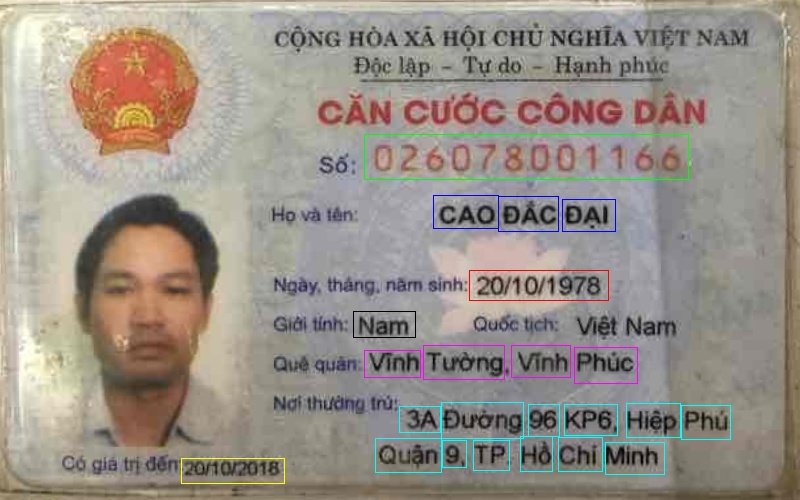 CỘNG HÒA XÃ HỘI CHỦ NGHĨA VIỆT NAM
Độc lập - Tự do - Hạnh phúc
CĂN CƯỚC CÔNG DÂN
Số: 026078001166
Họ và tên: CAO ĐẮC ĐẠI
Ngày, tháng, năm sinh: 20/10/1978
Giới tính: Nam Quốc tịch: Việt Nam
Quê quán: Vĩnh Tường, Vĩnh Phúc
Nơi thường trú: 3A Đường 96 KP6, Hiệp Phú
Quận 9, TP. Hồ Chí Minh
Có giá trị đến: 20/10/2018